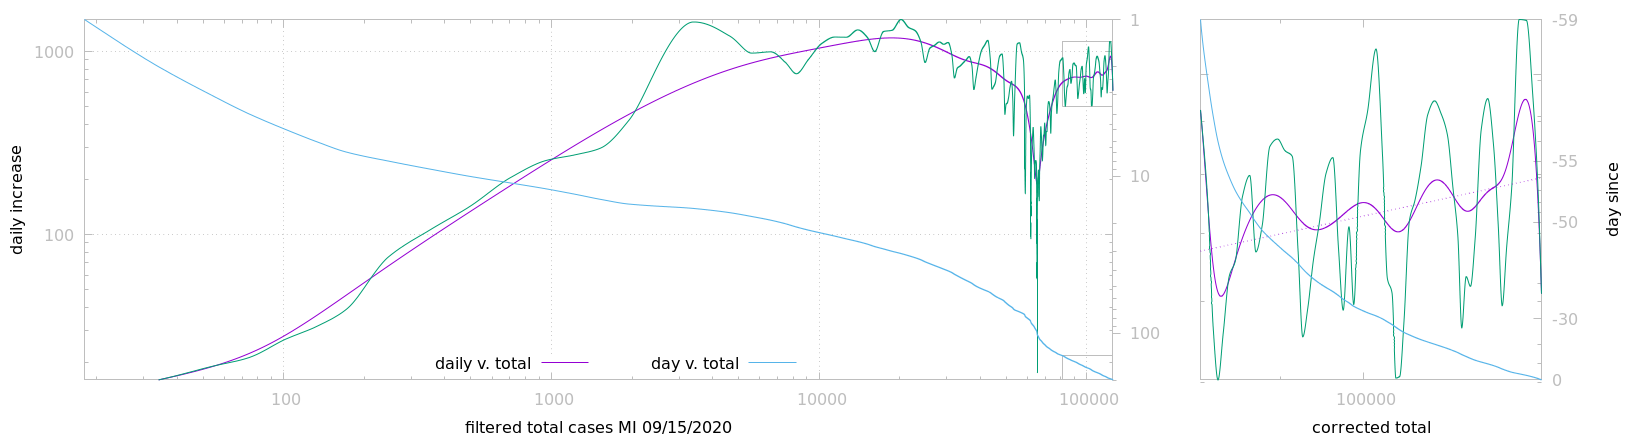 1000
100
daily increase
100
1000
10000
100000
filtered total cases MI 09/15/2020
daily v. total
day v. total
1
10
100
100000
corrected total
-59
-55
-50
-30
0
day since